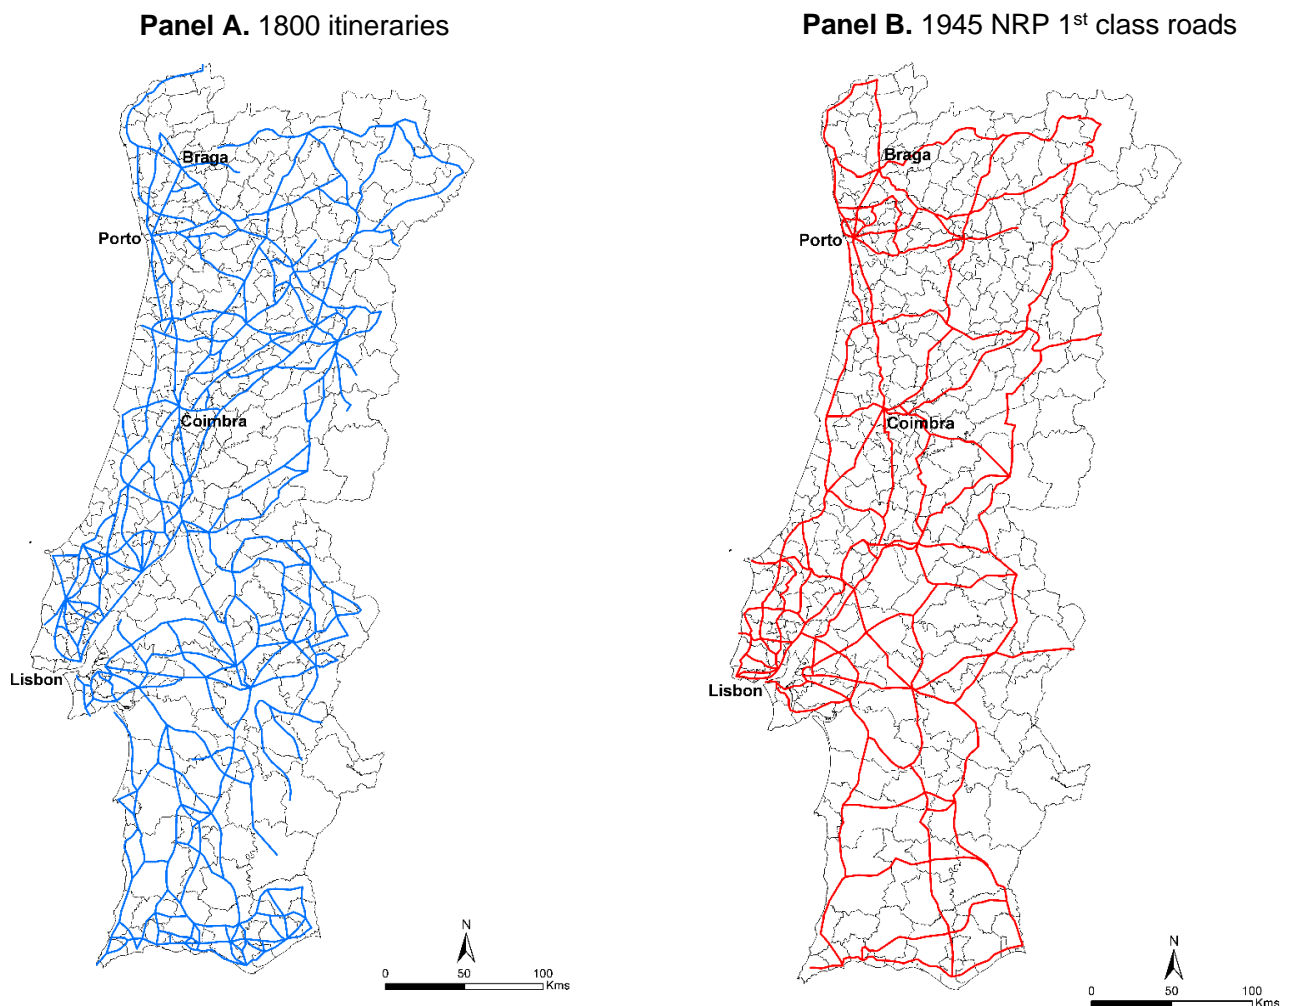 Panel A. 1800 itineraries
Braga
Porto
Coimbra
Lisbon
N
0 50 100
Kms
Panel B. 1945 NRP 1st class roads
Braga
Porto
Coimbra
Lisbon
N
0 50 100
Kms